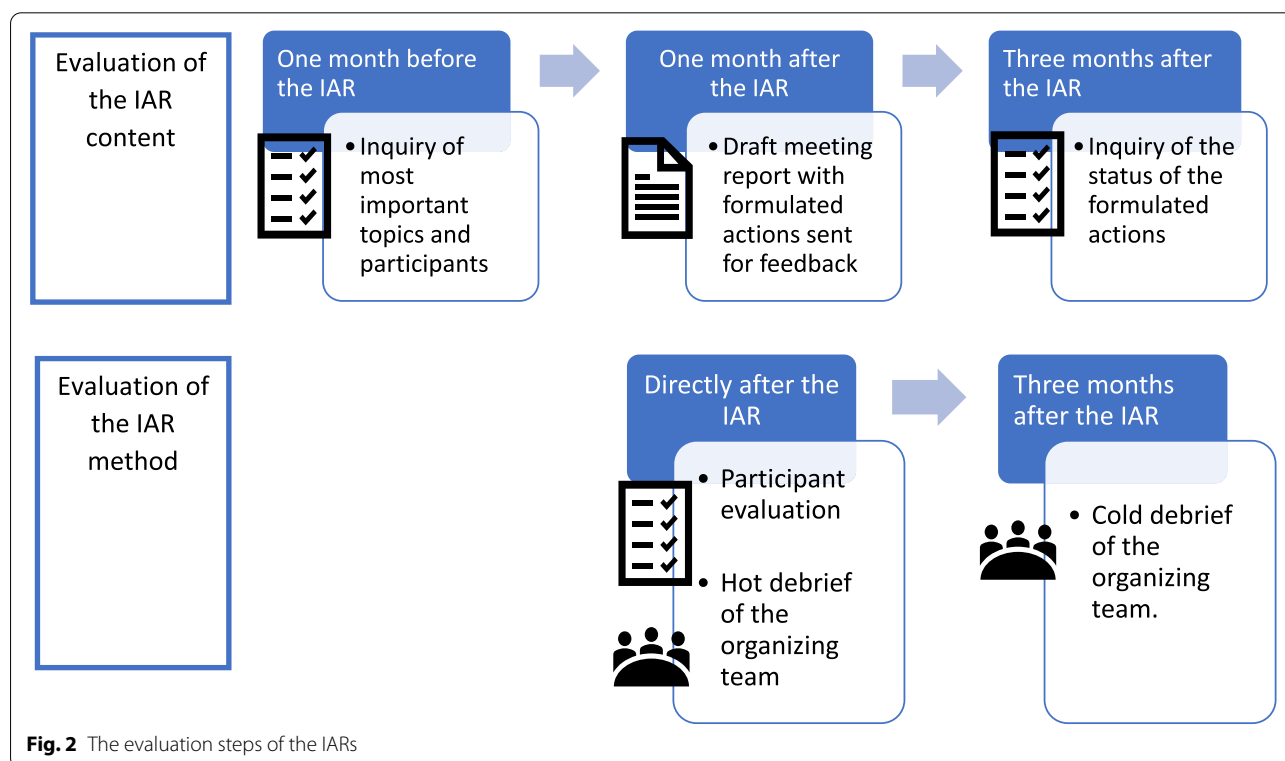 Evaluation of
the IAR
content
One month before
the IAR
•Inquiry of
most
important
topics and
participants
One month after
the IAR
•Draft meeting
report with
formulated
actions sent
for feedback
Three months after
the IAR
•Inquiry of the
status of the
formulated
actions
Evaluation of
the IAR
method
Directly after the
IAR
• Participant
evaluation
• Hot debrief
of the
organizing
team
Three months
after the IAR
• Cold debrief
of the
organizing
team.
Fig. 2 The evaluation steps of the IARs